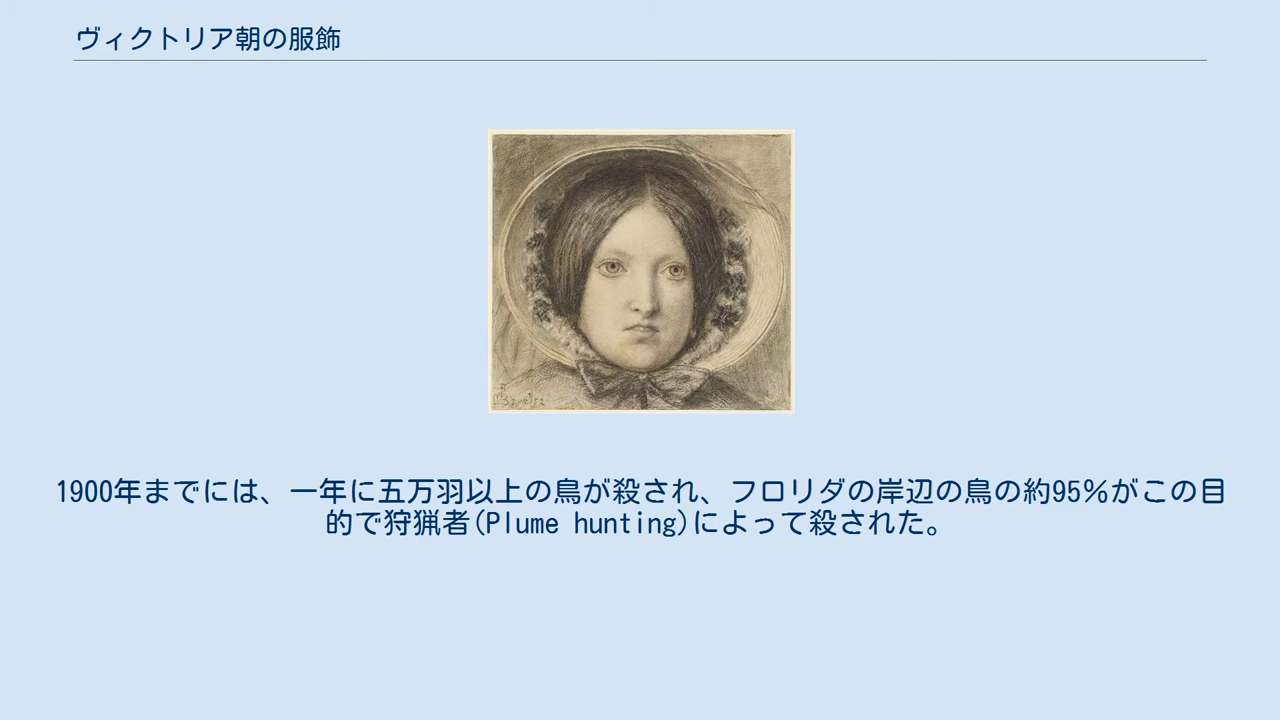 ヴィクトリア朝の服飾
1900年までには、一年に五万羽以上の鳥が殺され、フロリダの岸辺の鳥の約95％がこの目
的で狩猟者(Plume hunting)によって殺された。